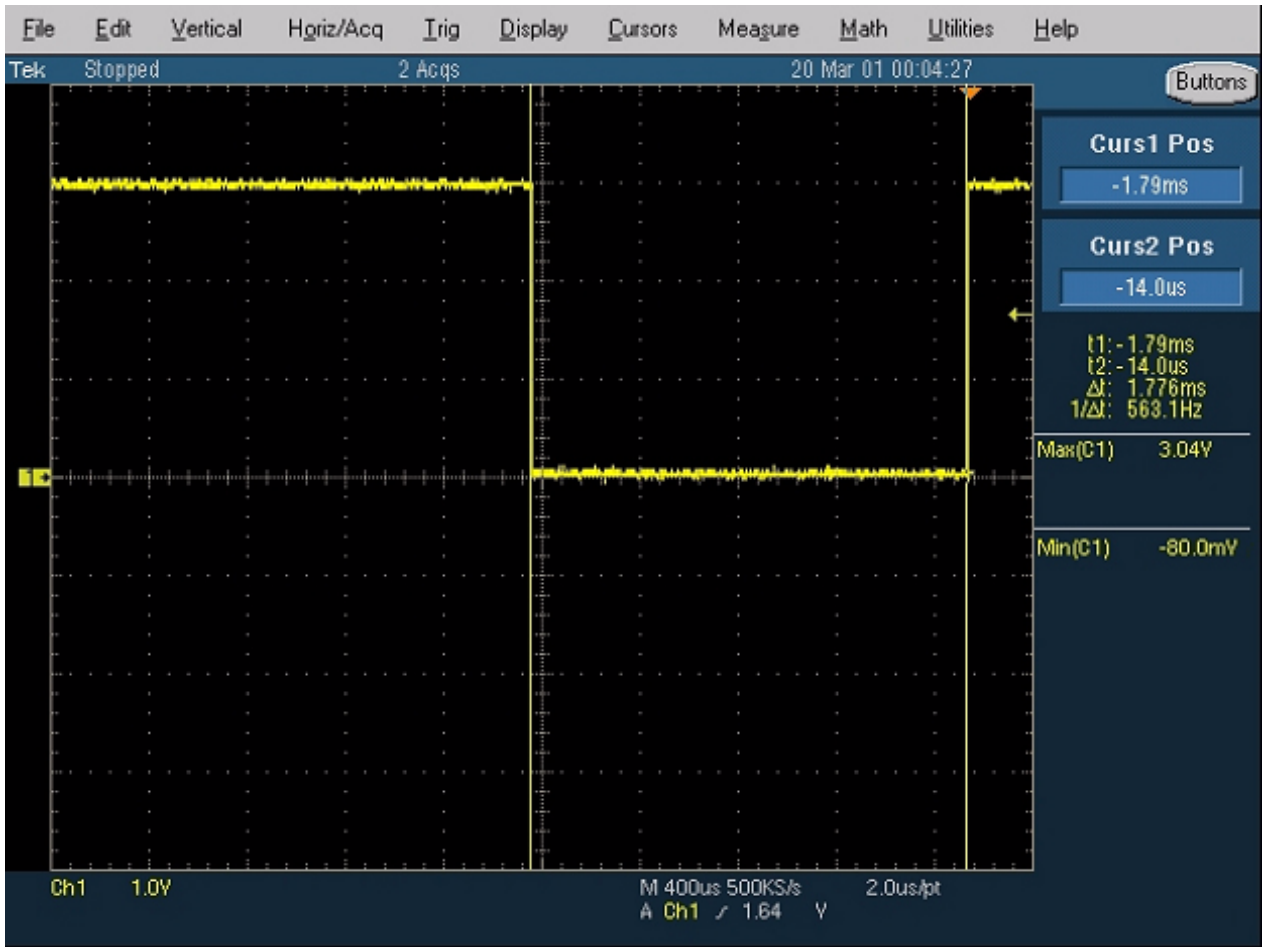 File Edit Vertical Horiz/Acq Trig Display Cursors Measure Math Utilities Help
Tek Stopped 2 Acqs 20 Mar 01 00:04:27
Buttons
Curs1 Pos
-1.79ms
Curs2 Pos
-14.0us
t1: -1.79ms
t2: -14.0us
Δt: 1.776ms
1/Δt: 563.1Hz
Max(C1) 3.04V
1
Min(C1) -80.0mV
Ch1 1.0V M 400us 500KS/s 2.0us/pt
A Ch1 ∕ 1.64 V